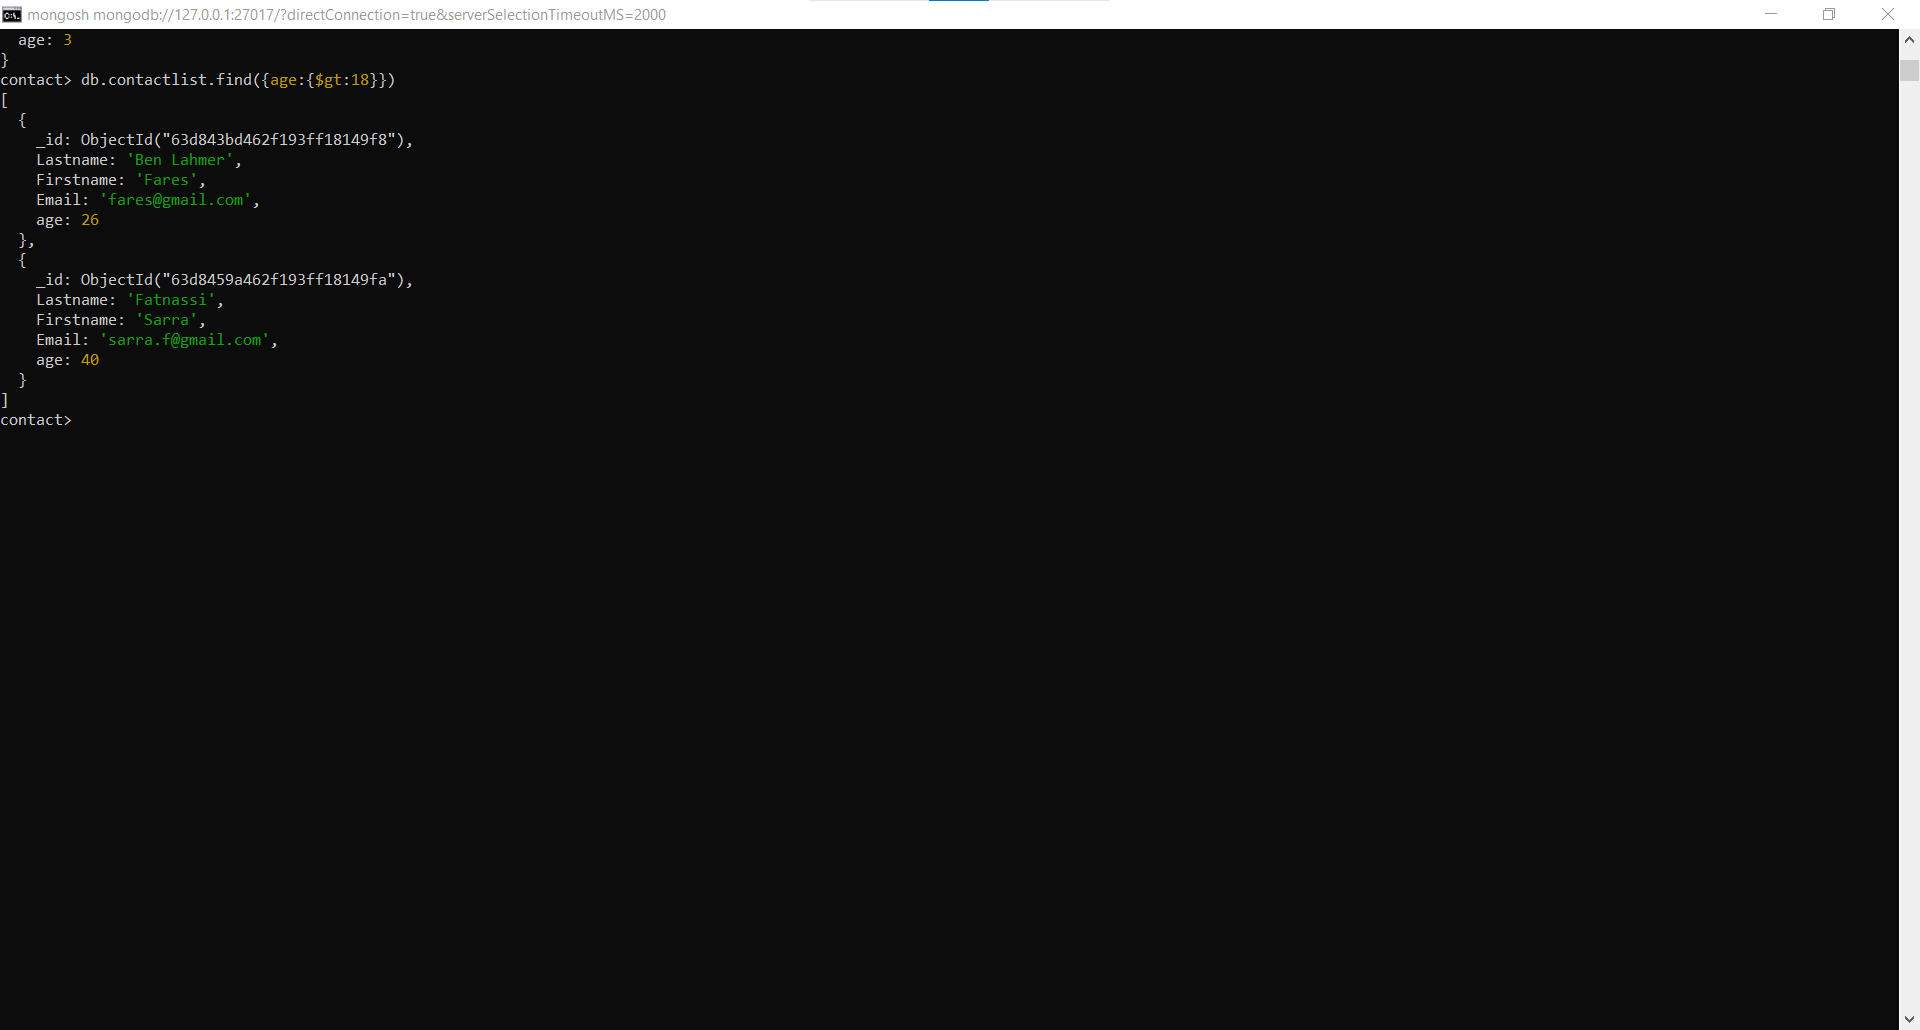 mongosh mongodb://127.0.0.1:27017/?directConnection=true&serverSelectionTimeoutMS=2000
  age: 3
}
contact> db.contactlist.find({age:{$gt:18}})
[
  {
    _id: ObjectId("63d843bd462f193ff18149f8"),
    Lastname: 'Ben Lahmer',
    Firstname: 'Fares',
    Email: 'fares@gmail.com',
    age: 26
  },
  {
    _id: ObjectId("63d8459a462f193ff18149fa"),
    Lastname: 'Fatnassi',
    Firstname: 'Sarra',
    Email: 'sarra.f@gmail.com',
    age: 40
  }
]
contact>